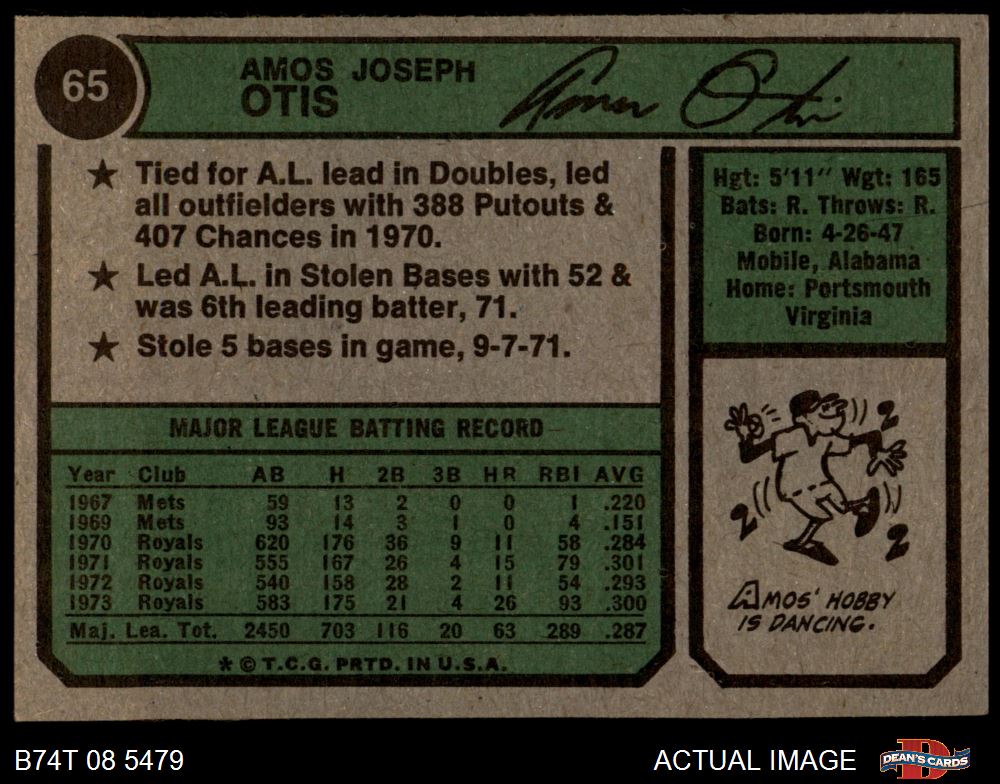 65
AMOS JOSEPH
OTIS
Amos Otis
★ Tied for A.L. lead in Doubles, led
all outfielders with 388 Putouts &
407 Chances in 1970.
★ Led A.L. in Stolen Bases with 52 &
was 6th leading batter, 71.
★ Stole 5 bases in game, 9-7-71.
Hgt: 5'11" Wgt: 165
Bats: R. Throws: R.
Born: 4-26-47
Mobile, Alabama
Home: Portsmouth
Virginia
MAJOR LEAGUE BATTING RECORD
Year Club AB H 2B 3B HR RBI AVG
1967 Mets 59 13 2 0 0 1 .220
1969 Mets 93 14 3 1 0 4 .151
1970 Royals 620 176 36 9 11 58 .284
1971 Royals 555 167 26 4 15 79 .301
1972 Royals 540 158 28 2 11 54 .293
1973 Royals 583 175 21 4 26 93 .300
Maj. Lea. Tot. 2450 703 116 20 63 289 .287
* © T.C.G. PRTD. IN U.S.A.
2
2
2
AMOS' HOBBY
IS DANCING.
B74T 08 5479
ACTUAL IMAGE
D
DEAN'S CARDS